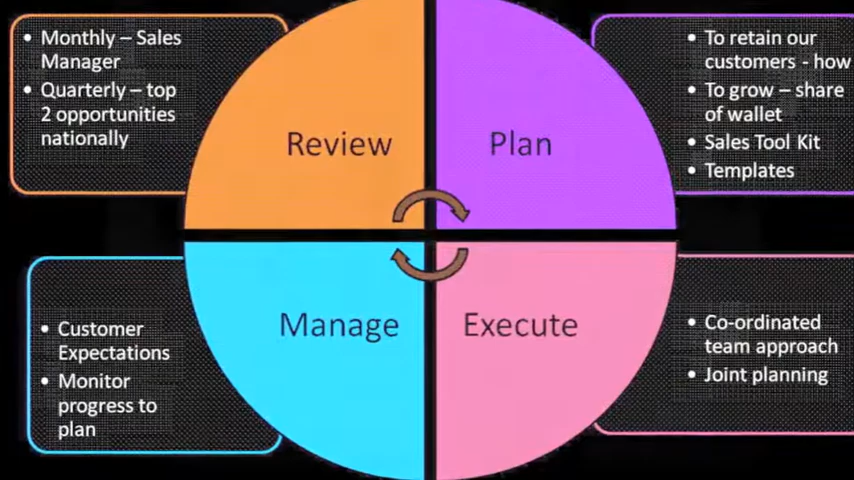 • Monthly – Sales
Manager
• Quarterly – top
2 opportunities
nationally
Review
Plan
• To retain our
customers - how
• To grow – share
of wallet
• Sales Tool Kit
• Templates
• Customer
Expectations
• Monitor
progress to
plan
Manage
Execute
• Co-ordinated
team approach
• Joint planning